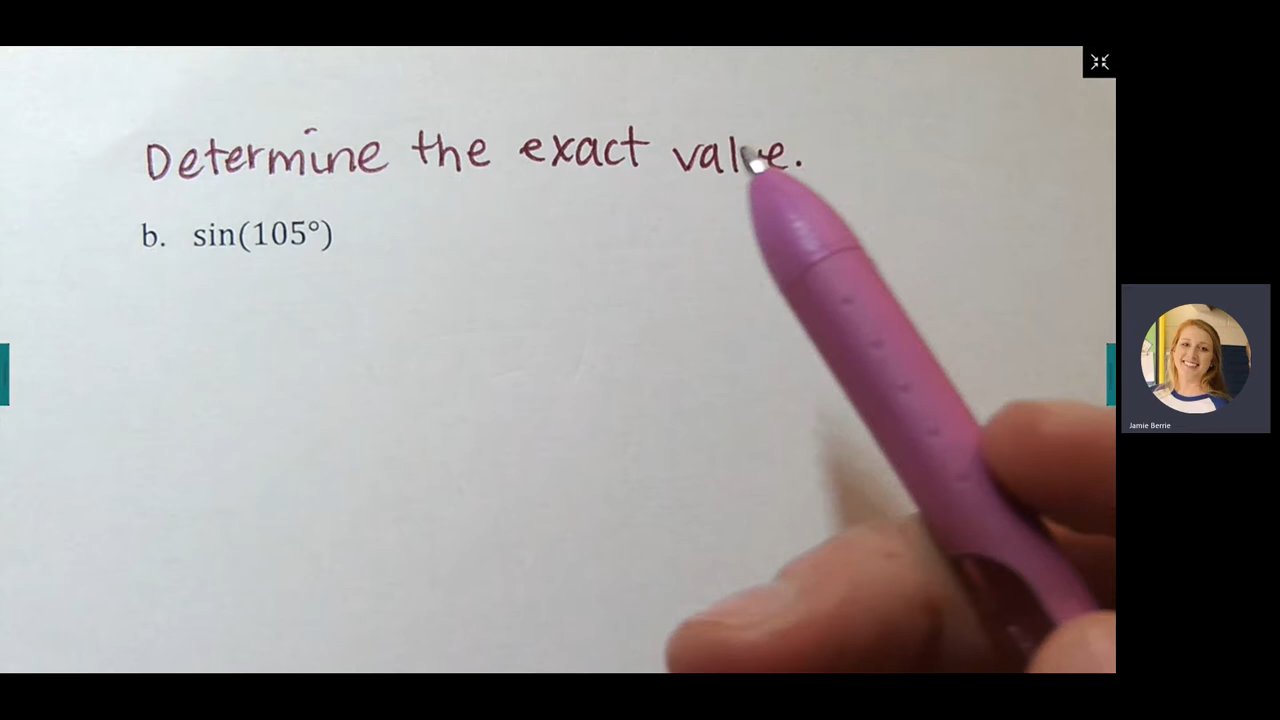 Determine the exact value.
b. sin(105°)
Jamie Berrie